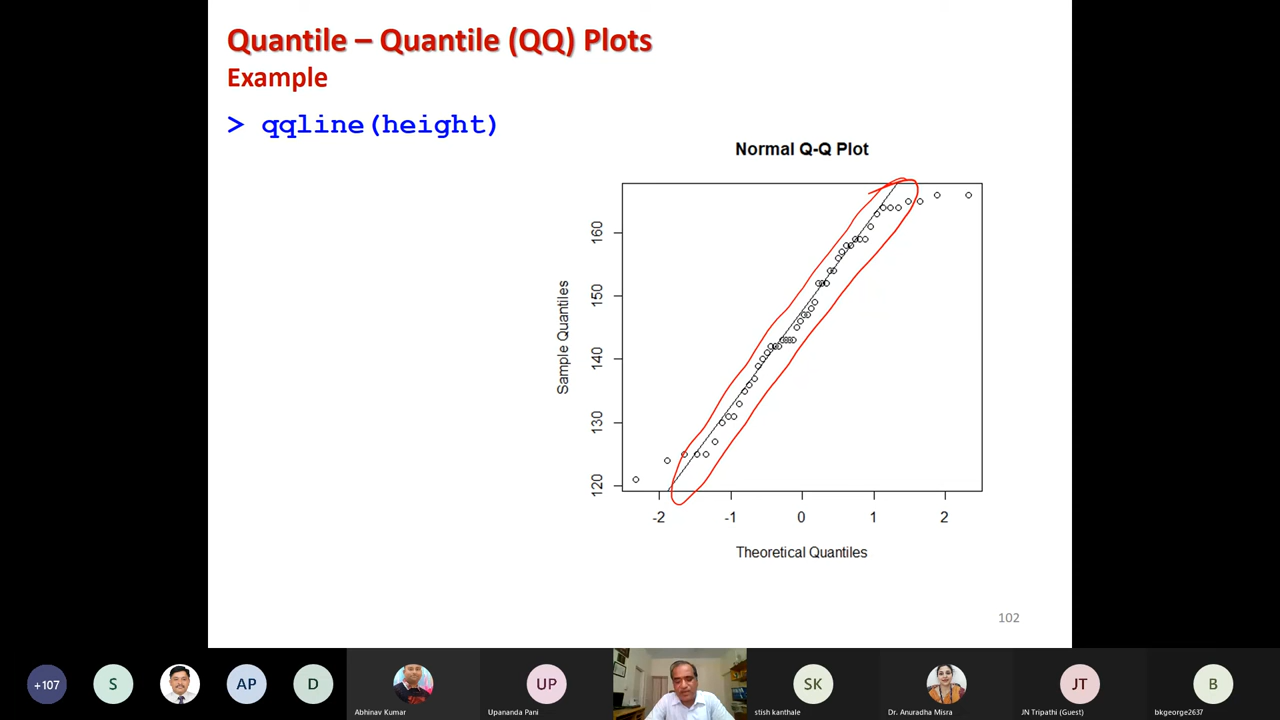 Quantile – Quantile (QQ) Plots
Example
> qqline(height)
Normal Q-Q Plot
Sample Quantiles
160
150
140
130
120
-2 -1 0 1 2
Theoretical Quantiles
102
+107 S AP D UP SK JT B
Abhinav Kumar Upananda Pani stish kanthale Dr. Anuradha Misra JN Tripathi (Guest) bkgeorge2637